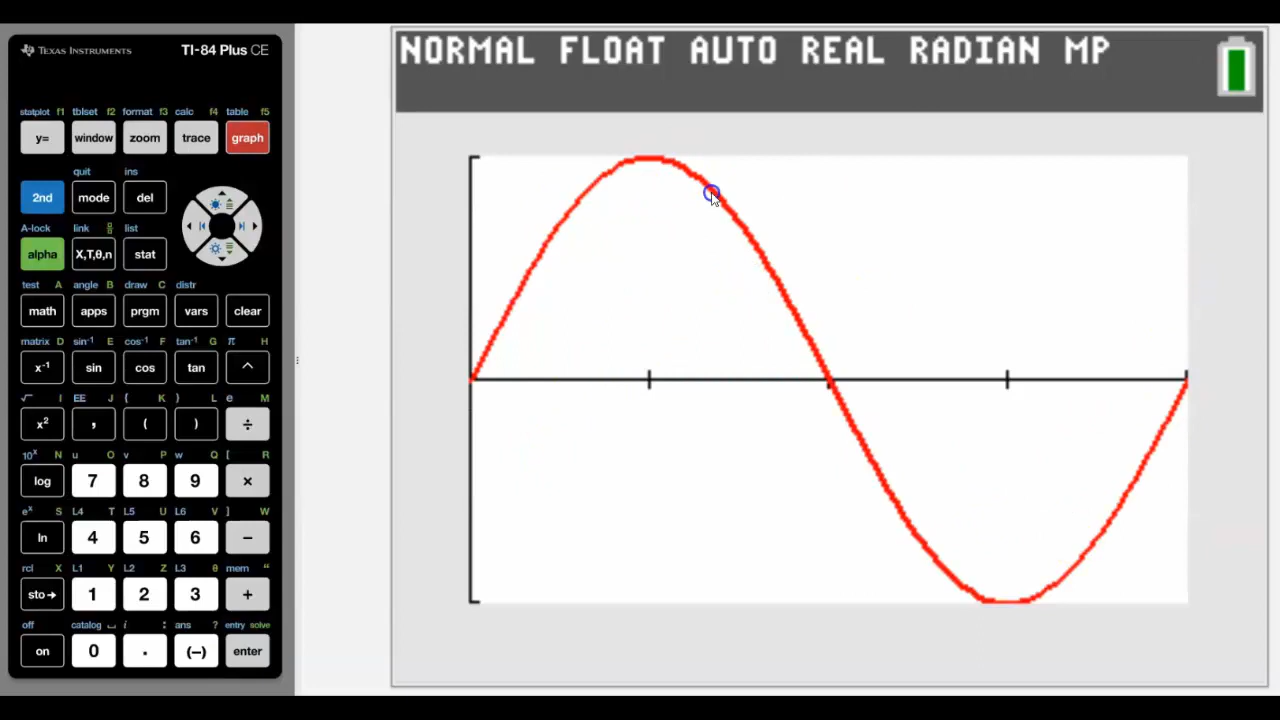 TEXAS INSTRUMENTS TI-84 Plus CE
NORMAL FLOAT AUTO REAL RADIAN MP
statplot f1 tblset f2 format f3 calc f4 table f5
y= window zoom trace graph
quit ins
2nd mode del
A-lock link list
alpha X,T,θ,n stat
test A angle B draw C distr
math apps prgm vars clear
matrix D sin⁻¹ E cos⁻¹ F tan⁻¹ G π H
x⁻¹ sin cos tan ^
√ I EE J { K } L e M
x² , ( ) ÷
10ˣ N u O v P w Q [ R
log 7 8 9 ×
eˣ S L4 T L5 U L6 V ] W
ln 4 5 6 −
rcl X L1 Y L2 Z L3 θ mem "
sto→ 1 2 3 +
off catalog ⎵ i : ans ? entry solve
on 0 . (−) enter